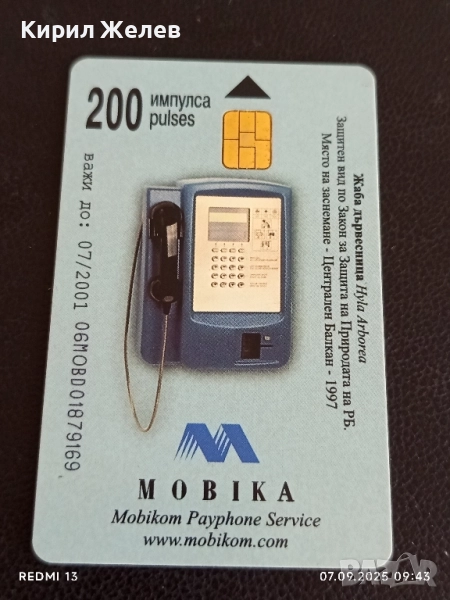 Кирил Желев
200 импулса
pulses
важи до: 07/2001 06MOBD01879169
Жаба дървесница Hyla Arborea
Защитен вид по Закон за Защита на Природата на РБ.
Място на заснемане - Централен Балкан - 1997
MOBIKA
Mobikom Payphone Service
www.mobikom.com
REDMI 13
07.09.2025 09:43